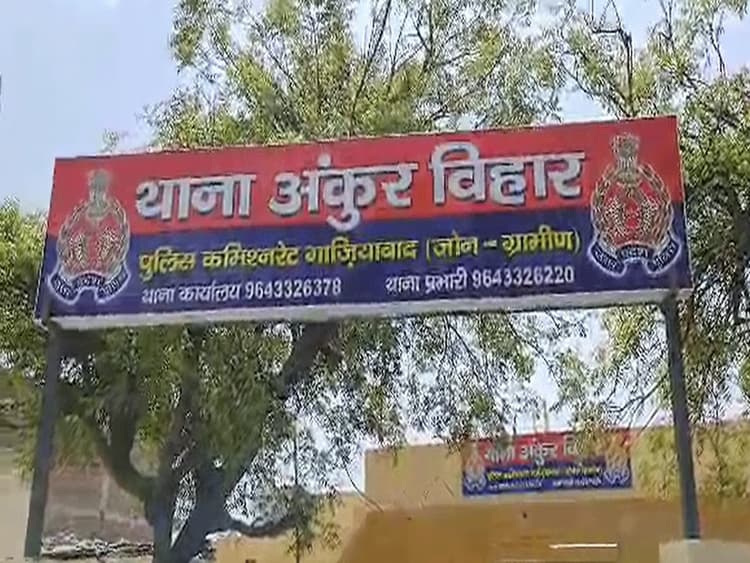 थाना अंकुर विहार
पुलिस कमिश्नरेट गाज़ियाबाद (जोन - ग्रामीण)
थाना कार्यालय 9643326378 थाना प्रभारी 9643326220
थाना अंकुर वि